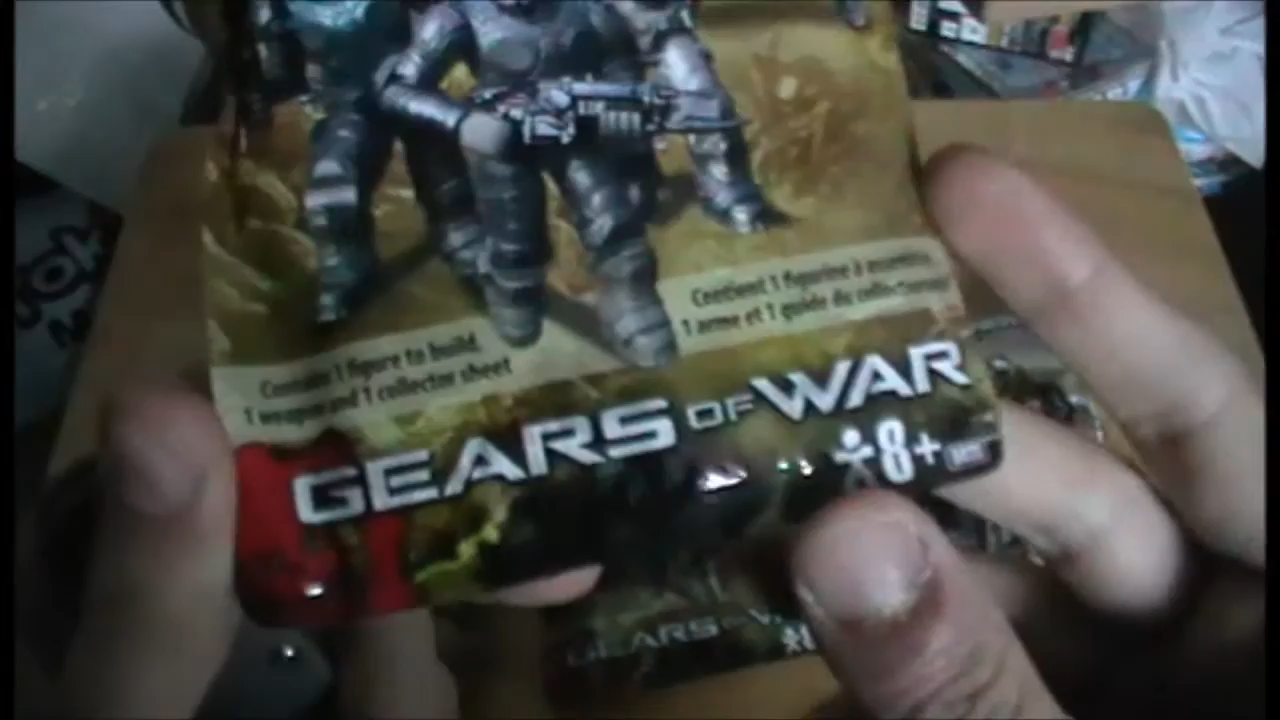 Contient 1 figurine à assembler,
1 arme et 1 guide du collectionneur
Contains 1 figure to build,
1 weapon and 1 collector sheet
GEARS OF WAR
8+
GEARS